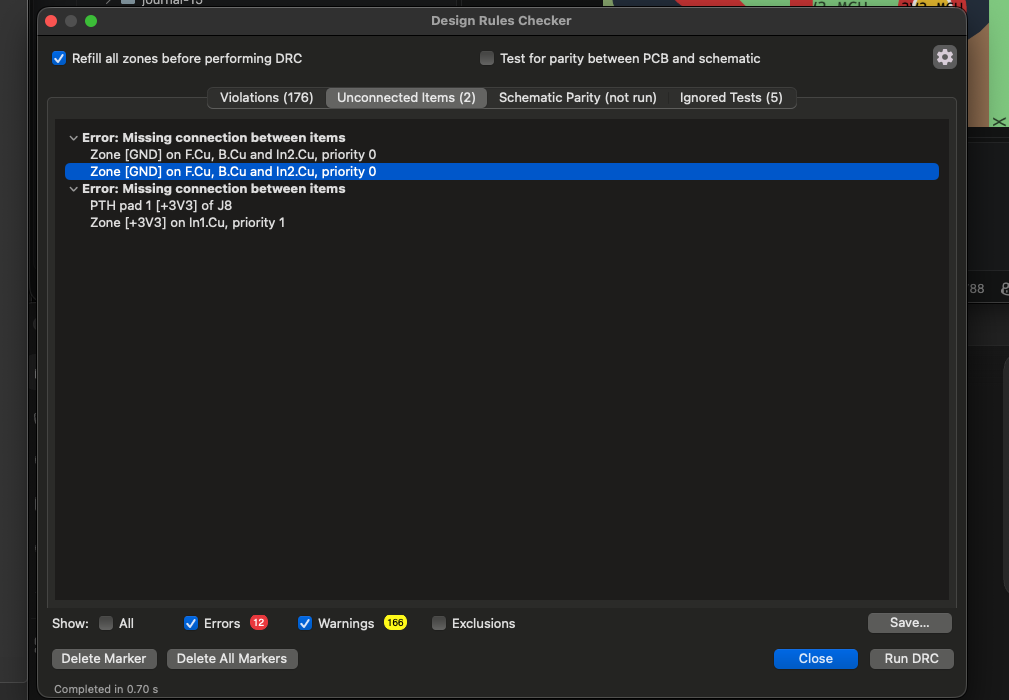 journal-15
Design Rules Checker
Refill all zones before performing DRC
Test for parity between PCB and schematic
Violations (176)
Unconnected Items (2)
Schematic Parity (not run)
Ignored Tests (5)
Error: Missing connection between items
Zone [GND] on F.Cu, B.Cu and In2.Cu, priority 0
Zone [GND] on F.Cu, B.Cu and In2.Cu, priority 0
Error: Missing connection between items
PTH pad 1 [+3V3] of J8
Zone [+3V3] on In1.Cu, priority 1
88
Show:
All
Errors
12
Warnings
166
Exclusions
Save...
Delete Marker
Delete All Markers
Close
Run DRC
Completed in 0.70 s